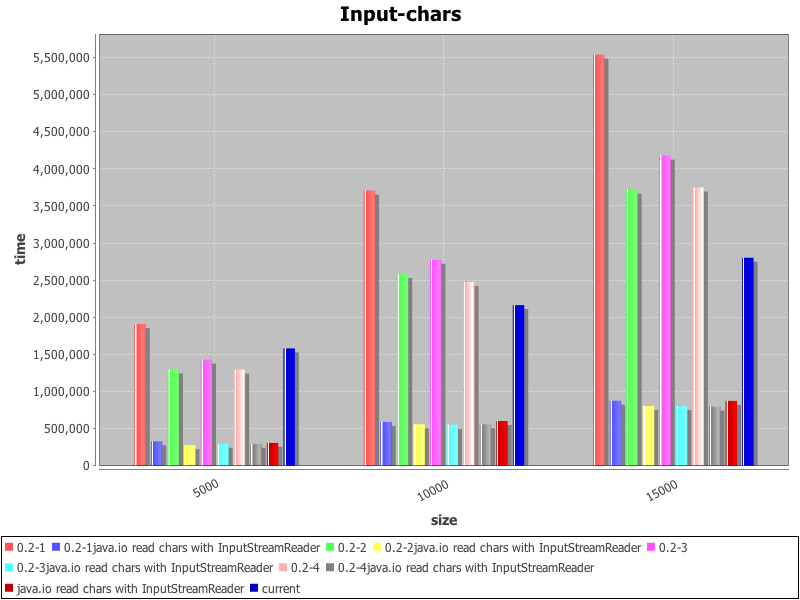 Input-chars
5,500,000
5,000,000
4,500,000
4,000,000
3,500,000
3,000,000
2,500,000
2,000,000
1,500,000
1,000,000
500,000
0
time
5000
10000
15000
size
0.2-1 0.2-1java.io read chars with InputStreamReader 0.2-2 0.2-2java.io read chars with InputStreamReader 0.2-3
0.2-3java.io read chars with InputStreamReader 0.2-4 0.2-4java.io read chars with InputStreamReader
java.io read chars with InputStreamReader current